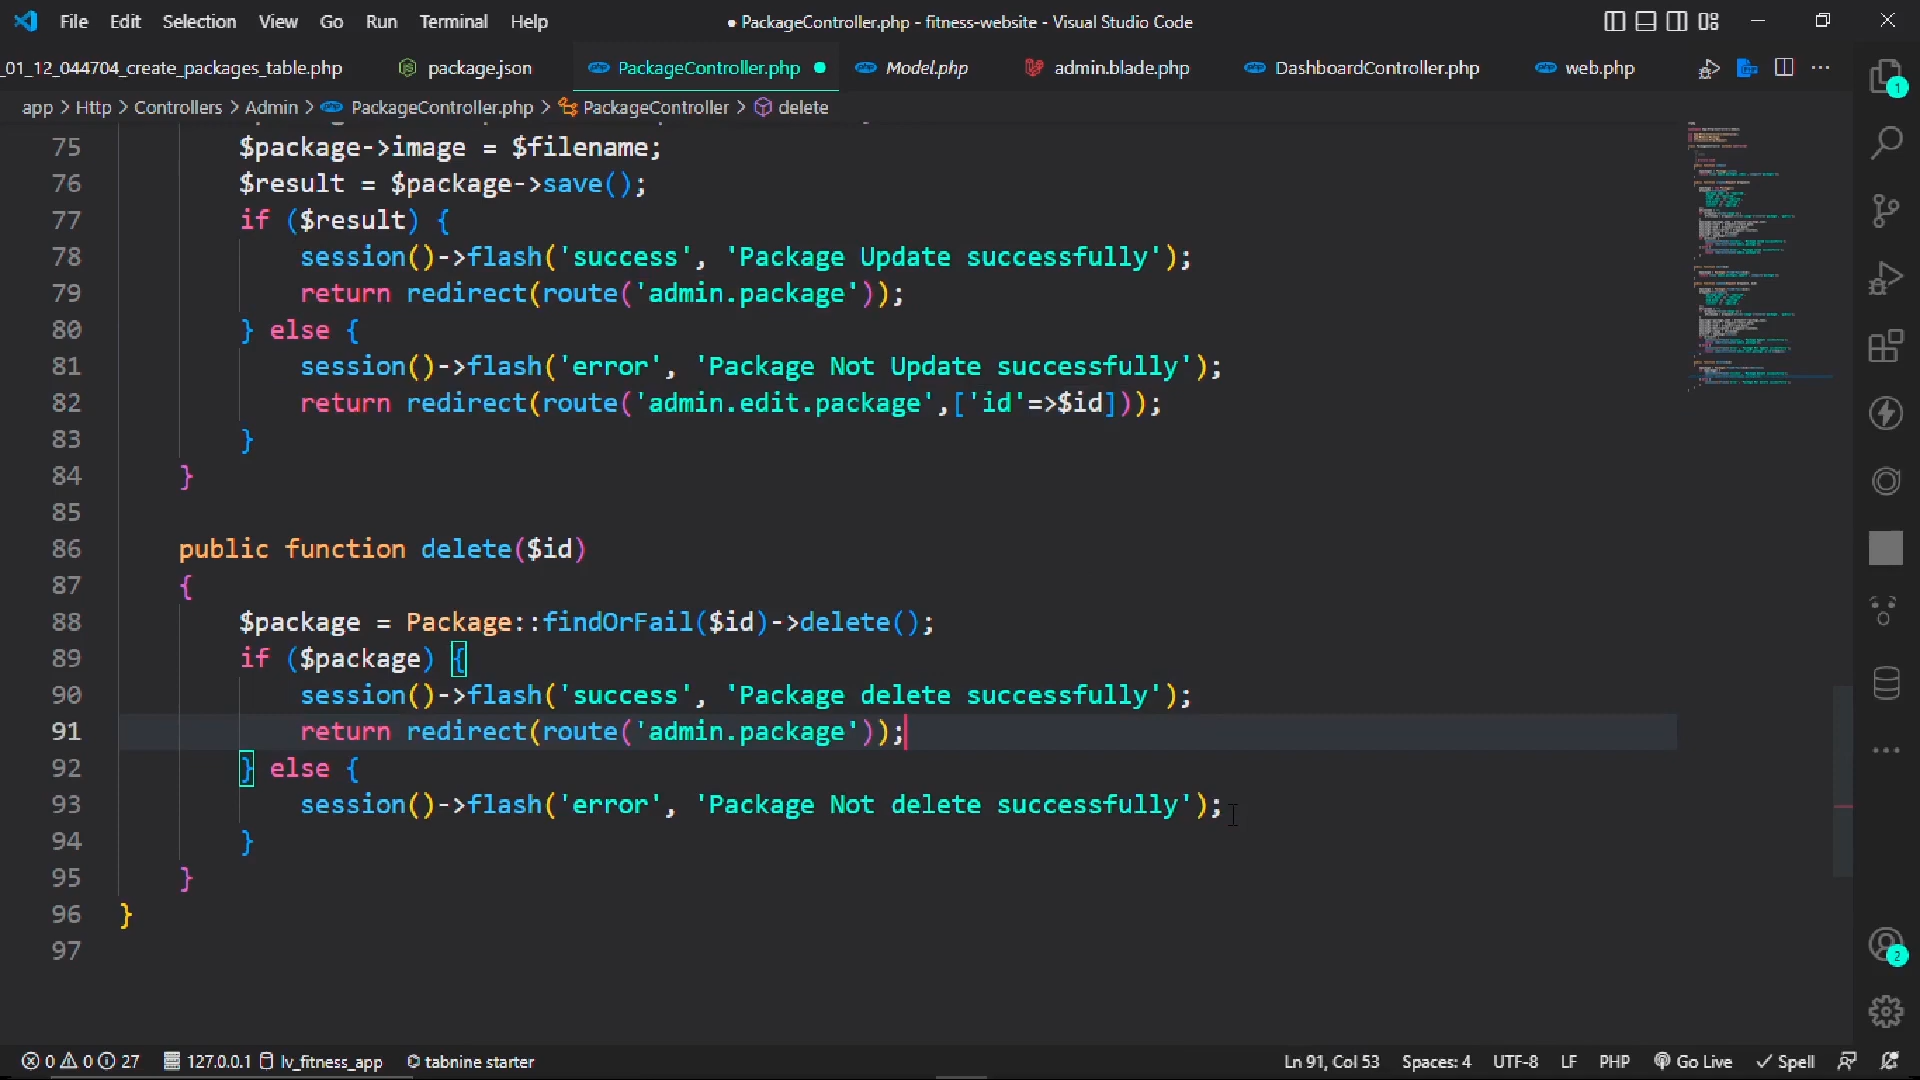 File Edit Selection View Go Run Terminal Help
● PackageController.php - fitness-website - Visual Studio Code
_01_12_044704_create_packages_table.php package.json PackageController.php Model.php admin.blade.php DashboardController.php web.php
app > Http > Controllers > Admin > PackageController.php > PackageController > delete
75 $package->image = $filename;
76 $result = $package->save();
77 if ($result) {
78 session()->flash('success', 'Package Update successfully');
79 return redirect(route('admin.package'));
80 } else {
81 session()->flash('error', 'Package Not Update successfully');
82 return redirect(route('admin.edit.package',['id'=>$id]));
83 }
84 }
85
86 public function delete($id)
87 {
88 $package = Package::findOrFail($id)->delete();
89 if ($package) {
90 session()->flash('success', 'Package delete successfully');
91 return redirect(route('admin.package'));
92 } else {
93 session()->flash('error', 'Package Not delete successfully');
94 }
95 }
96 }
97
1
2
0 0 27 127.0.0.1 lv_fitness_app tabnine starter Ln 91, Col 53 Spaces: 4 UTF-8 LF PHP Go Live Spell